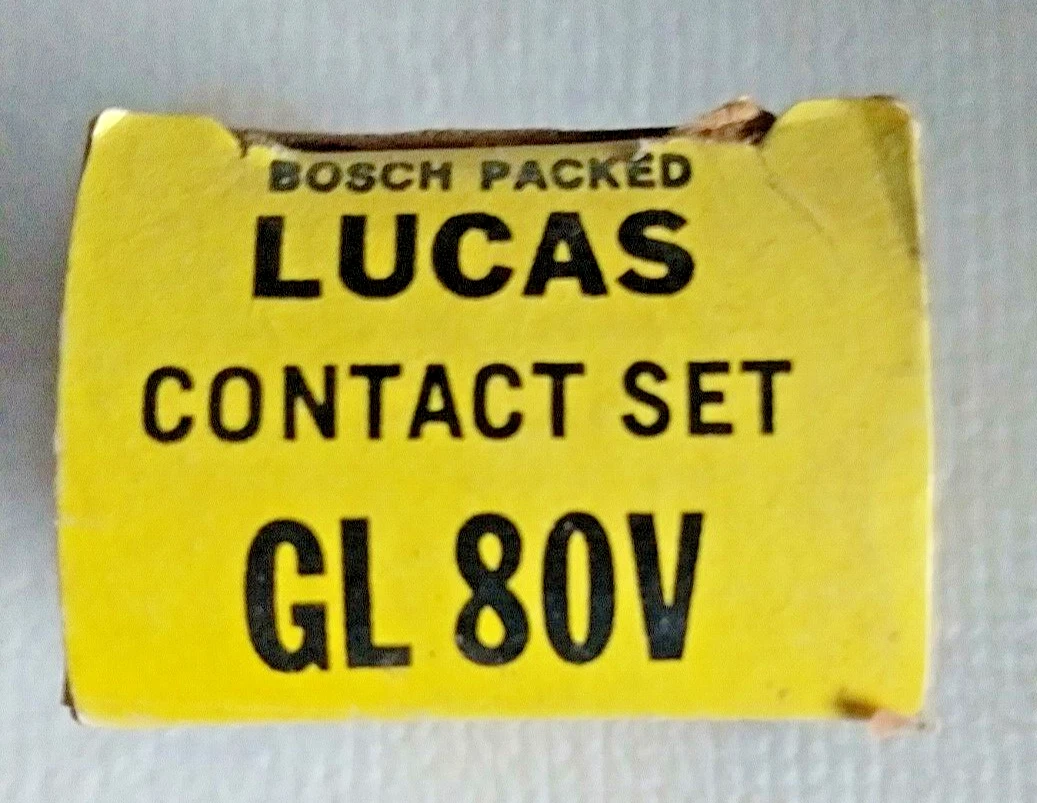 BOSCH PACKED
LUCAS
CONTACT SET
GL 80V